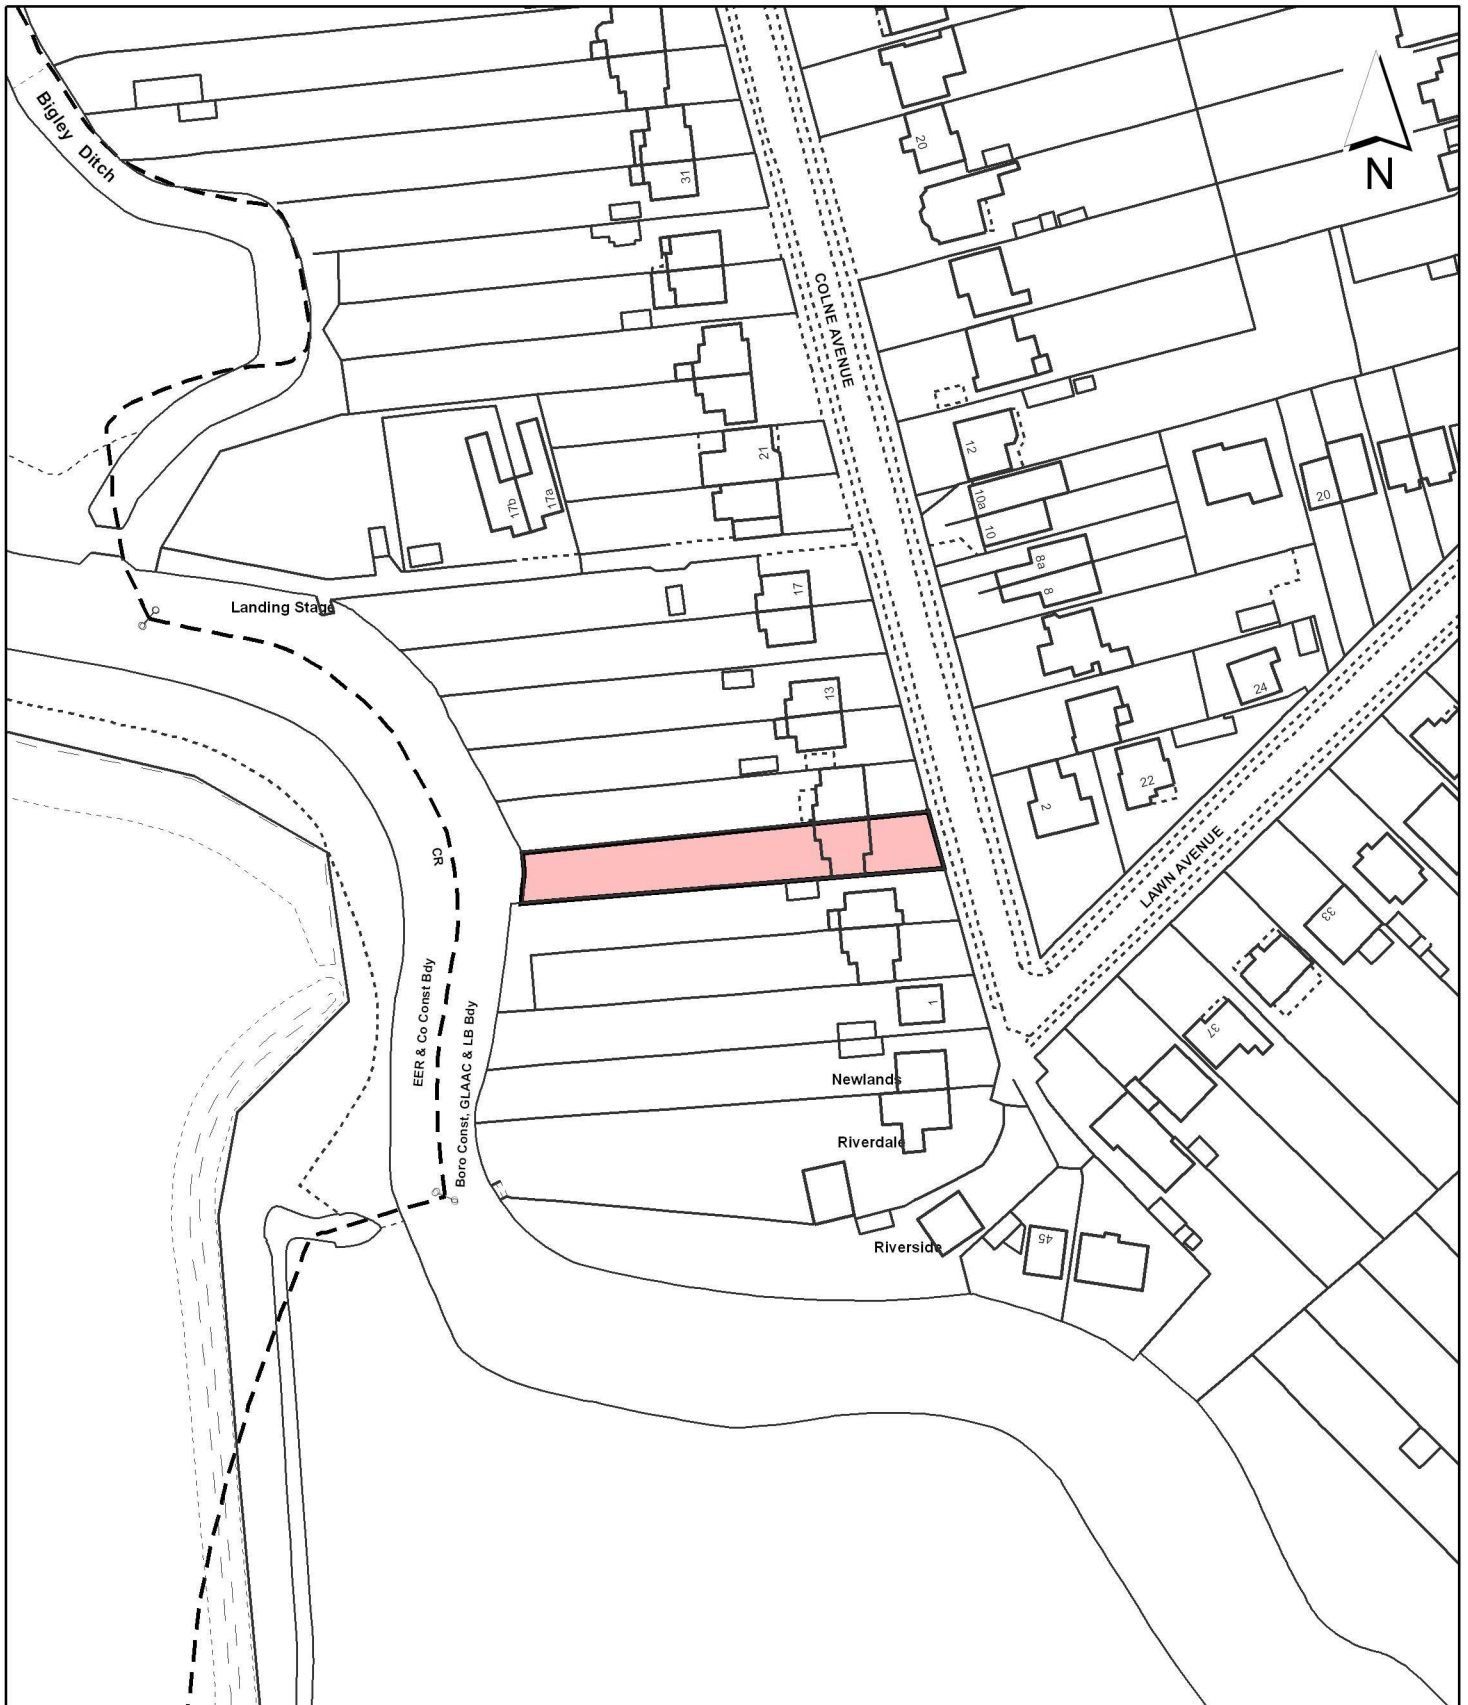 Bigley Ditch
N
20
31
COLNE AVENUE
21
12
17b
17a
10a
10
20
8a
8
17
Landing Stage
24
13
22
2
CR
LAWN AVENUE
33
EER & Co Const Bdy
Boro Const, GLAAC & LB Bdy
1
37
Newlands
Riverdale
Riverside
45